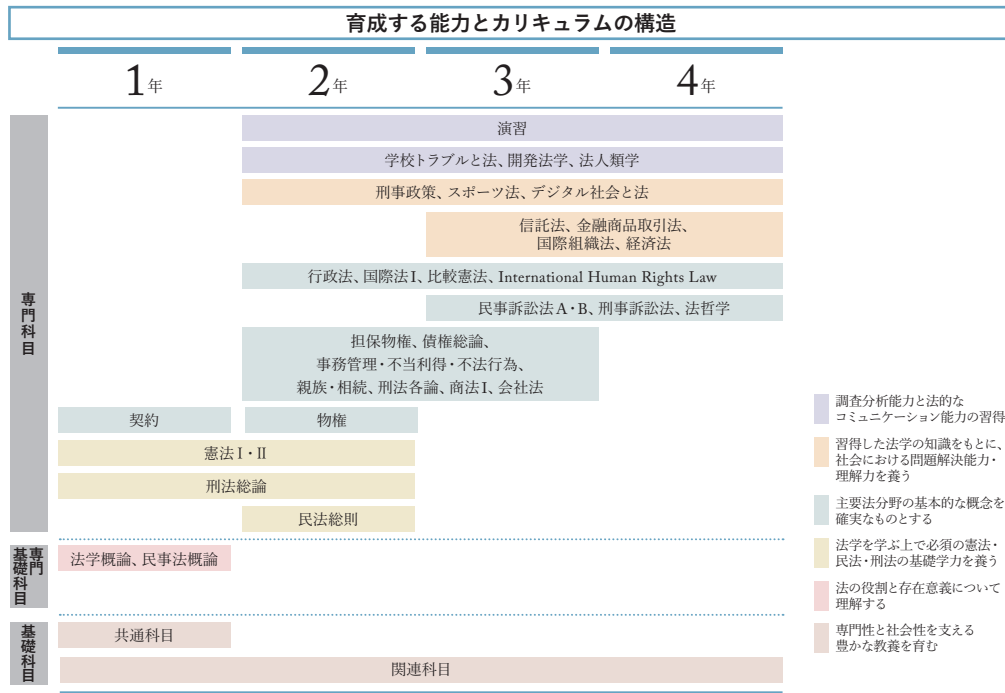 育成する能力とカリキュラムの構造
1年
2年
3年
4年
専門科目
演習
学校トラブルと法、開発法学、法人類学
刑事政策、スポーツ法、デジタル社会と法
信託法、金融商品取引法、
国際組織法、経済法
行政法、国際法I、比較憲法、International Human Rights Law
民事訴訟法A・B、刑事訴訟法、法哲学
担保物権、債権総論、
事務管理・不当利得・不法行為、
親族・相続、刑法各論、商法I、会社法
契約
物権
憲法I・II
刑法総論
民法総則
専門
基礎科目
法学概論、民事法概論
基礎科目
共通科目
関連科目
調査分析能力と法的な
コミュニケーション能力の習得
習得した法学の知識をもとに、
社会における問題解決能力・
理解力を養う
主要法分野の基本的な概念を
確実なものとする
法学を学ぶ上で必須の憲法・
民法・刑法の基礎学力を養う
法の役割と存在意義について
理解する
専門性と社会性を支える
豊かな教養を育む